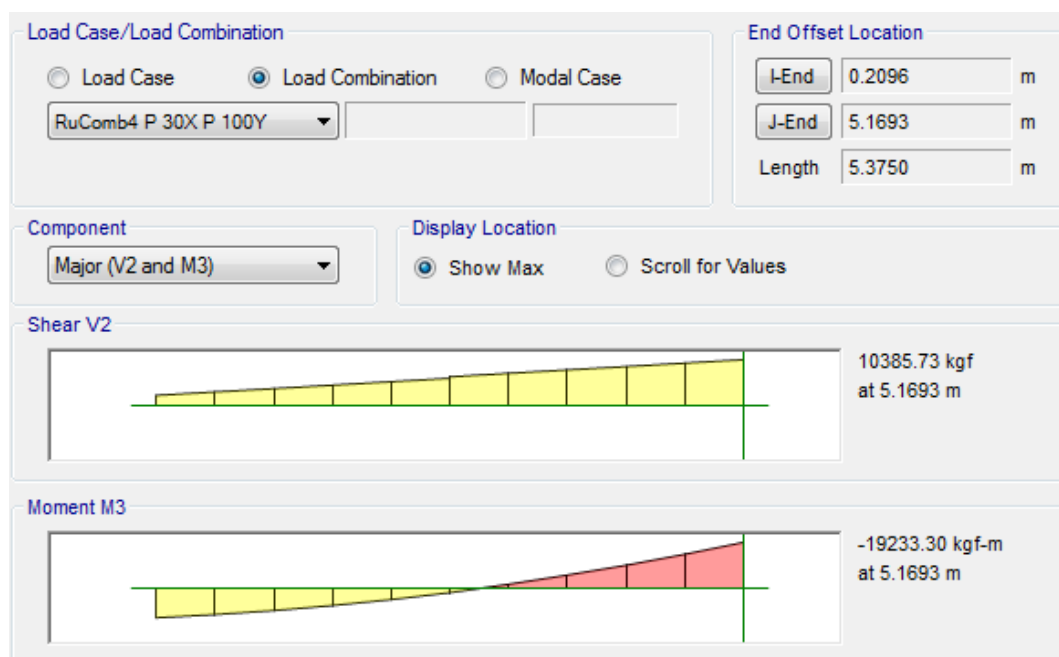 Load Case/Load Combination
Load Case
Load Combination
Modal Case
RuComb4 P 30X P 100Y
End Offset Location
I-End 0.2096 m
J-End 5.1693 m
Length 5.3750 m
Component
Major (V2 and M3)
Display Location
Show Max
Scroll for Values
Shear V2
10385.73 kgf
at 5.1693 m
Moment M3
-19233.30 kgf-m
at 5.1693 m